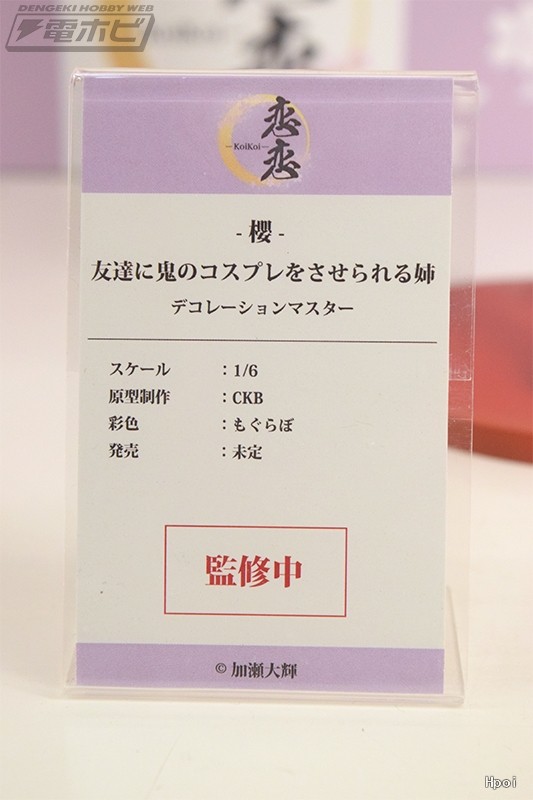 DENGEKI HOBBY WEB
電ホビ
恋恋
—KoiKoi—
- 櫻 -
友達に鬼のコスプレをさせられる姉
デコレーションマスター
スケール ：1/6
原型制作 ：CKB
彩色 ：もぐらぼ
発売 ：未定
監修中
© 加瀬大輝
Hpoi